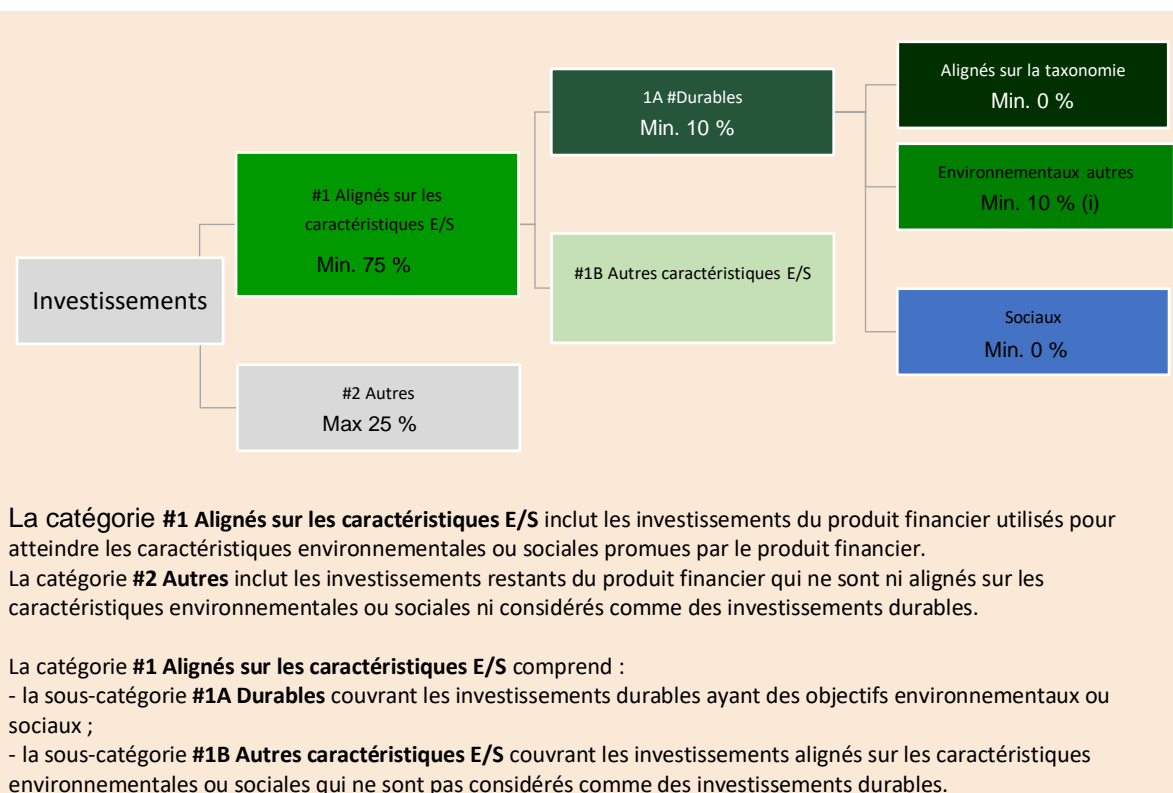 Investissements
#1 Alignés sur les
caractéristiques E/S
Min. 75 %
#2 Autres
Max 25 %
1A #Durables
Min. 10 %
#1B Autres caractéristiques E/S
Alignés sur la taxonomie
Min. 0 %
Environnementaux autres
Min. 10 % (i)
Sociaux
Min. 0 %
La catégorie #1 Alignés sur les caractéristiques E/S inclut les investissements du produit financier utilisés pour
atteindre les caractéristiques environnementales ou sociales promues par le produit financier.
La catégorie #2 Autres inclut les investissements restants du produit financier qui ne sont ni alignés sur les
caractéristiques environnementales ou sociales ni considérés comme des investissements durables.
La catégorie #1 Alignés sur les caractéristiques E/S comprend :
- la sous-catégorie #1A Durables couvrant les investissements durables ayant des objectifs environnementaux ou
sociaux ;
- la sous-catégorie #1B Autres caractéristiques E/S couvrant les investissements alignés sur les caractéristiques
environnementales ou sociales qui ne sont pas considérés comme des investissements durables.